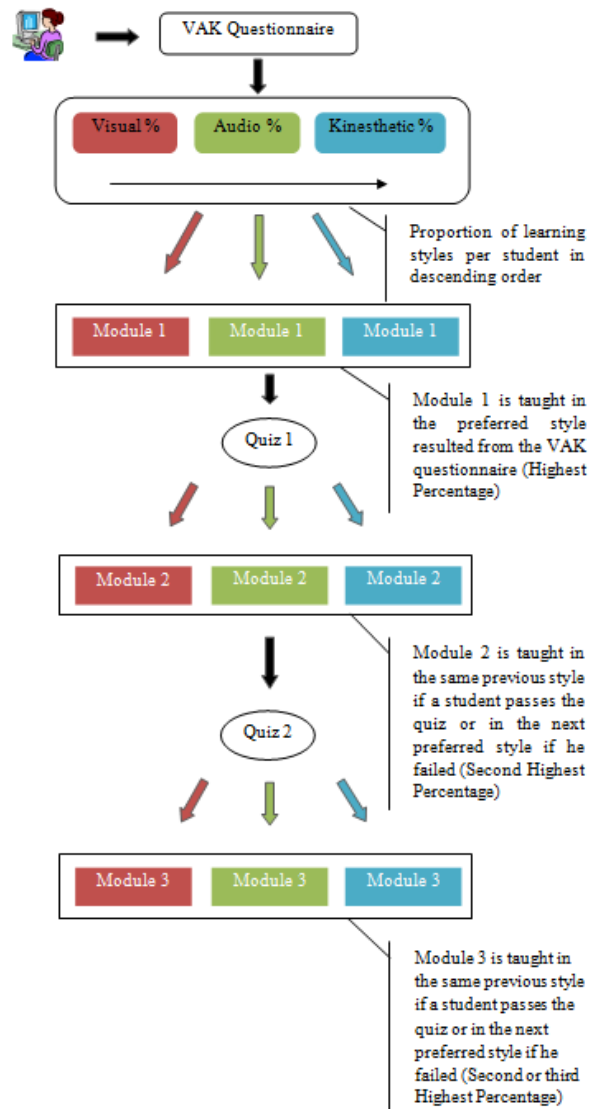 VAK Questionnaire
Visual %
Audio %
Kinesthetic %
Proportion of learning
styles per student in
descending order
Module 1
Module 1
Module 1
Module 1 is taught in
the preferred style
resulted from the VAK
questionnaire (Highest
Percentage)
Quiz 1
Module 2
Module 2
Module 2
Module 2 is taught in
the same previous style
if a student passes the
quiz or in the next
preferred style if he
failed (Second Highest
Percentage)
Quiz 2
Module 3
Module 3
Module 3
Module 3 is taught in
the same previous style
if a student passes the
quiz or in the next
preferred style if he
failed (Second or third
Highest Percentage)